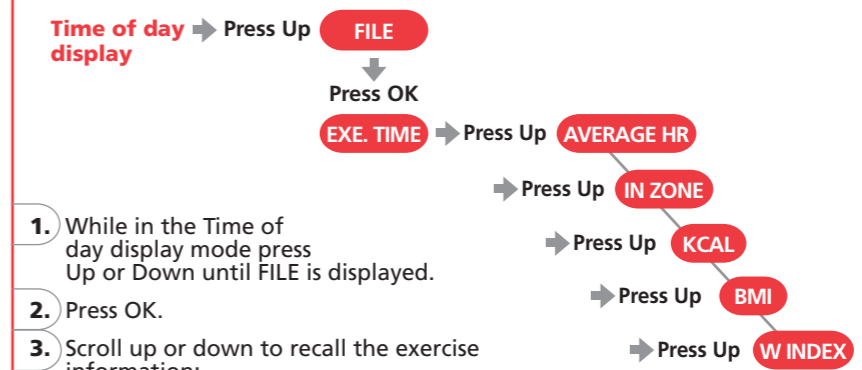 Time of day Press Up FILE
display
Press OK
EXE. TIME Press Up AVERAGE HR
Press Up IN ZONE
1. While in the Time of
day display mode press
Up or Down until FILE is displayed.
Press Up KCAL
2. Press OK.
Press Up BMI
3. Scroll up or down to recall the exercise
information:
Press Up W INDEX